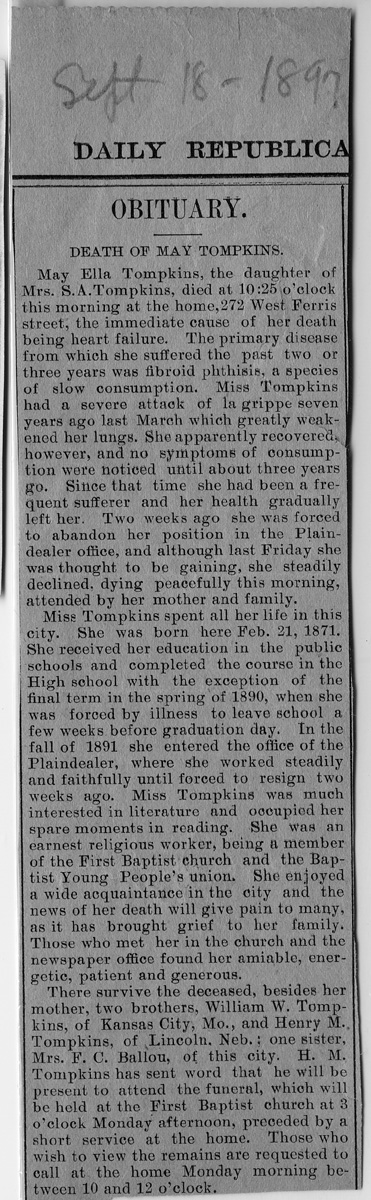 Sept 18 - 1897
DAILY REPUBLICA
OBITUARY.
DEATH OF MAY TOMPKINS.
May Ella Tompkins, the daughter of
Mrs. S.A.Tompkins, died at 10:25 o'clock
this morning at the home,272 West Ferris
street, the immediate cause of her death
being heart failure. The primary disease
from which she suffered the past two or
three years was fibroid phthisis, a species
of slow consumption. Miss Tompkins
had a severe attack of la grippe seven
years ago last March which greatly weak-
ened her lungs. She apparently recovered,
however, and no symptoms of consump-
tion were noticed until about three years
go. Since that time she had been a fre-
quent sufferer and her health gradually
left her. Two weeks ago she was forced
to abandon her position in the Plain-
dealer office, and although last Friday she
was thought to be gaining, she steadily
declined, dying peacefully this morning,
attended by her mother and family.
Miss Tompkins spent all her life in this
city. She was born here Feb. 21, 1871.
She received her education in the public
schools and completed the course in the
High school with the exception of the
final term in the spring of 1890, when she
was forced by illness to leave school a
few weeks before graduation day. In the
fall of 1891 she entered the office of the
Plaindealer, where she worked steadily
and faithfully until forced to resign two
weeks ago. Miss Tompkins was much
interested in literature and occupied her
spare moments in reading. She was an
earnest religious worker, being a member
of the First Baptist church and the Bap-
tist Young People's union. She enjoyed
a wide acquaintance in the city and the
news of her death will give pain to many,
as it has brought grief to her family.
Those who met her in the church and the
newspaper office found her amiable, ener-
getic, patient and generous.
There survive the deceased, besides her
mother, two brothers, William W. Tomp-
kins, of Kansas City, Mo., and Henry M.
Tompkins, of Lincoln, Neb.; one sister,
Mrs. F. C. Ballou, of this city. H. M.
Tompkins has sent word that he will be
present to attend the funeral, which will
be held at the First Baptist church at 3
o'clock Monday afternoon, preceded by a
short service at the home. Those who
wish to view the remains are requested to
call at the home Monday morning be-
tween 10 and 12 o'clock.